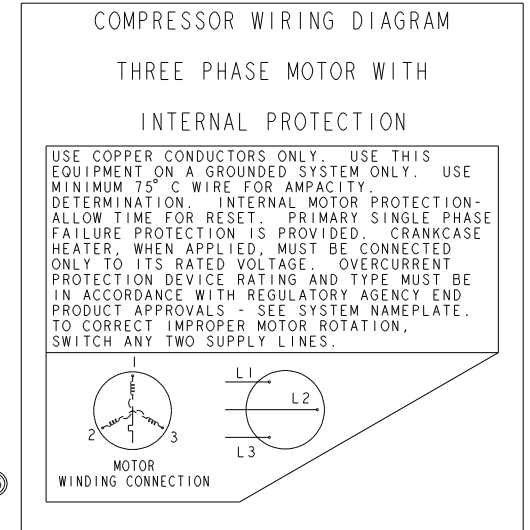 COMPRESSOR WIRING DIAGRAM
THREE PHASE MOTOR WITH
INTERNAL PROTECTION
USE COPPER CONDUCTORS ONLY. USE THIS
EQUIPMENT ON A GROUNDED SYSTEM ONLY. USE
MINIMUM 75° C WIRE FOR AMPACITY.
DETERMINATION. INTERNAL MOTOR PROTECTION-
ALLOW TIME FOR RESET. PRIMARY SINGLE PHASE
FAILURE PROTECTION IS PROVIDED. CRANKCASE
HEATER, WHEN APPLIED, MUST BE CONNECTED
ONLY TO ITS RATED VOLTAGE. OVERCURRENT
PROTECTION DEVICE RATING AND TYPE MUST BE
IN ACCORDANCE WITH REGULATORY AGENCY END
PRODUCT APPROVALS - SEE SYSTEM NAMEPLATE.
TO CORRECT IMPROPER MOTOR ROTATION,
SWITCH ANY TWO SUPPLY LINES.
1
2
3
MOTOR
WINDING CONNECTION
L1
L2
L3